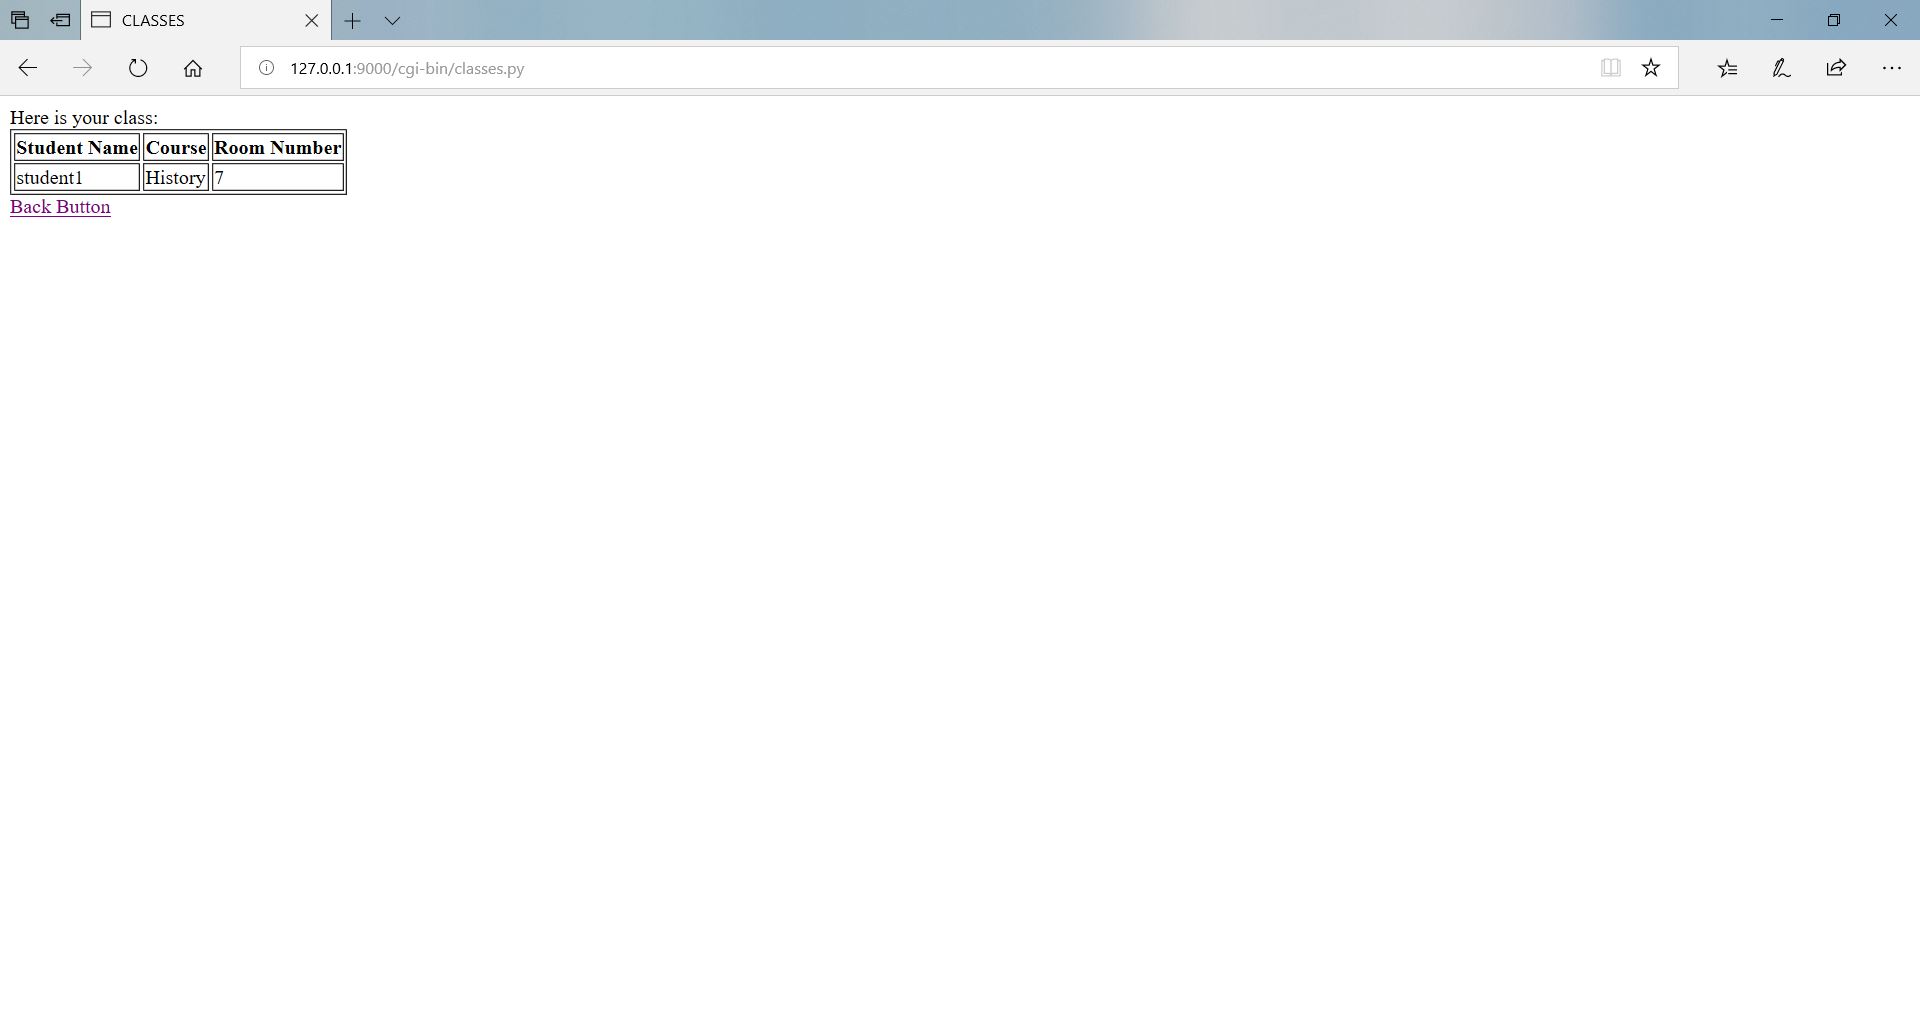 CLASSES
127.0.0.1:9000/cgi-bin/classes.py
Here is your class:
Student Name Course Room Number
student1 History 7
Back Button